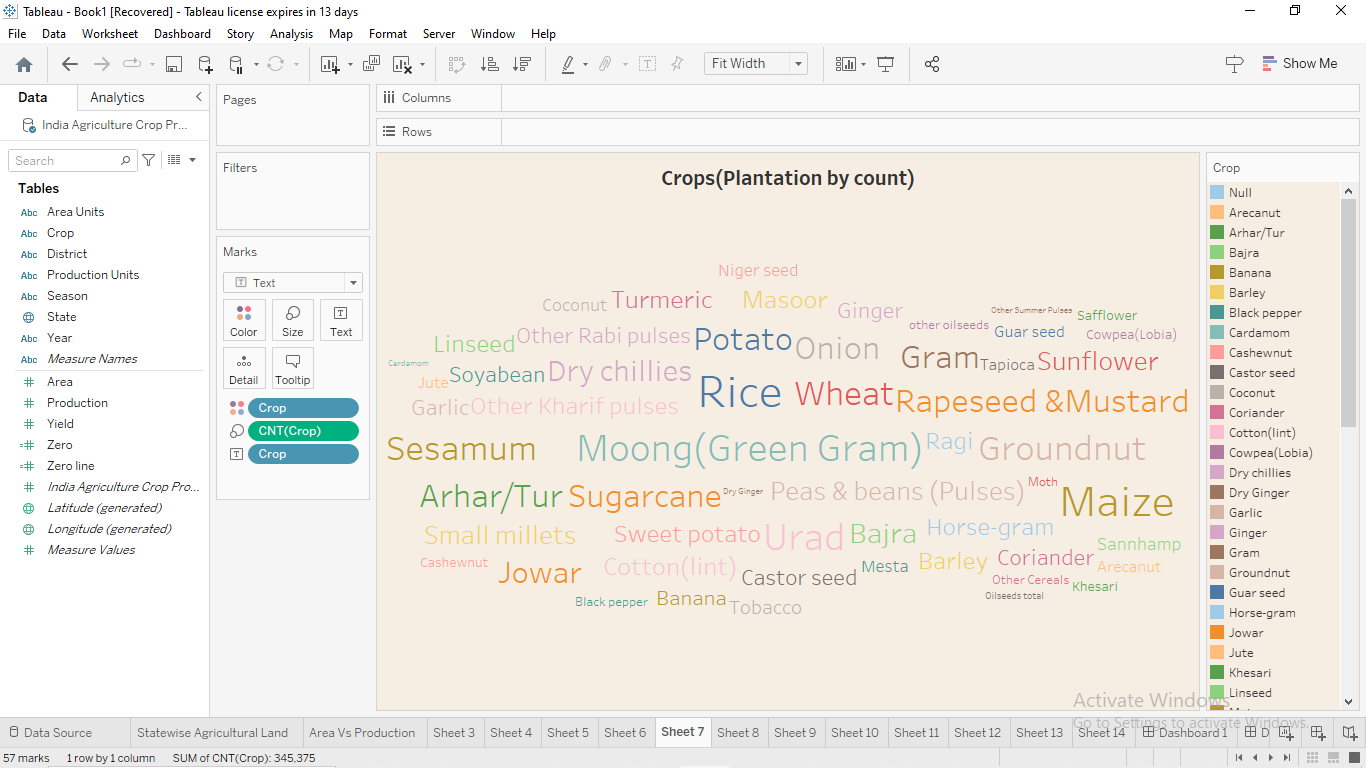 Tableau - Book1 [Recovered] - Tableau license expires in 13 days
File Data Worksheet Dashboard Story Analysis Map Format Server Window Help
Fit Width
Show Me
Data Analytics
India Agriculture Crop Pr...
Search
Tables
Abc Area Units
Abc Crop
Abc District
Abc Production Units
Abc Season
State
Abc Year
Abc Measure Names
Area
Production
Yield
Zero
Zero line
India Agriculture Crop Pro...
Latitude (generated)
Longitude (generated)
Measure Values
Pages
Filters
Marks
Text
Color Size Text
Detail Tooltip
Crop
CNT(Crop)
Crop
Columns
Rows
Crops(Plantation by count)
Niger seed
Coconut Turmeric Masoor Ginger Other Summer Pulses Safflower
Linseed Other Rabi pulses Potato Onion other oilseeds Guar seed Cowpea(Lobia)
Cardamom Soyabean Dry chillies Gram Tapioca Sunflower
Jute Garlic Other Kharif pulses Rice Wheat Rapeseed &Mustard
Sesamum Moong(Green Gram) Ragi Groundnut
Arhar/Tur Sugarcane Dry Ginger Peas & beans (Pulses) Moth Maize
Small millets Sweet potato Urad Bajra Horse-gram Sannhamp
Cashewnut Jowar Cotton(lint) Castor seed Mesta Barley Coriander Arecanut
Other Cereals Khesari
Black pepper Banana Tobacco Oilseeds total
Crop
Null
Arecanut
Arhar/Tur
Bajra
Banana
Barley
Black pepper
Cardamom
Cashewnut
Castor seed
Coconut
Coriander
Cotton(lint)
Cowpea(Lobia)
Dry chillies
Dry Ginger
Garlic
Ginger
Gram
Groundnut
Guar seed
Horse-gram
Jowar
Jute
Khesari
Linseed
Activate Windows
Go to Settings to activate Windows.
Data Source Statewise Agricultural Land Area Vs Production Sheet 3 Sheet 4 Sheet 5 Sheet 6 Sheet 7 Sheet 8 Sheet 9 Sheet 10 Sheet 11 Sheet 12 Sheet 13 Sheet 14 Dashboard 1 D
57 marks 1 row by 1 column SUM of CNT(Crop): 345,375